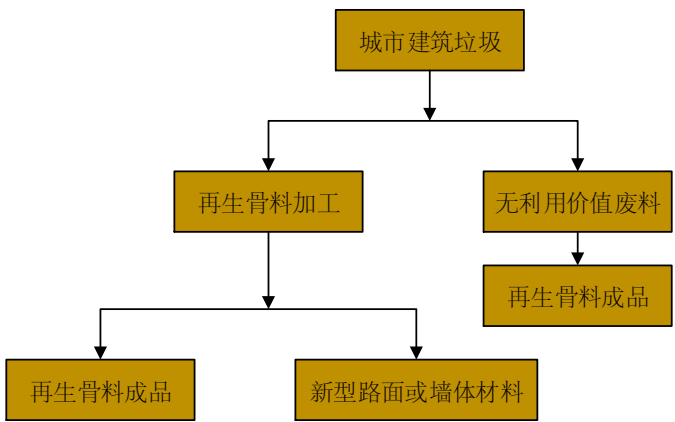 城市建筑垃圾
再生骨料加工
无利用价值废料
再生骨料成品
再生骨料成品
新型路面或墙体材料